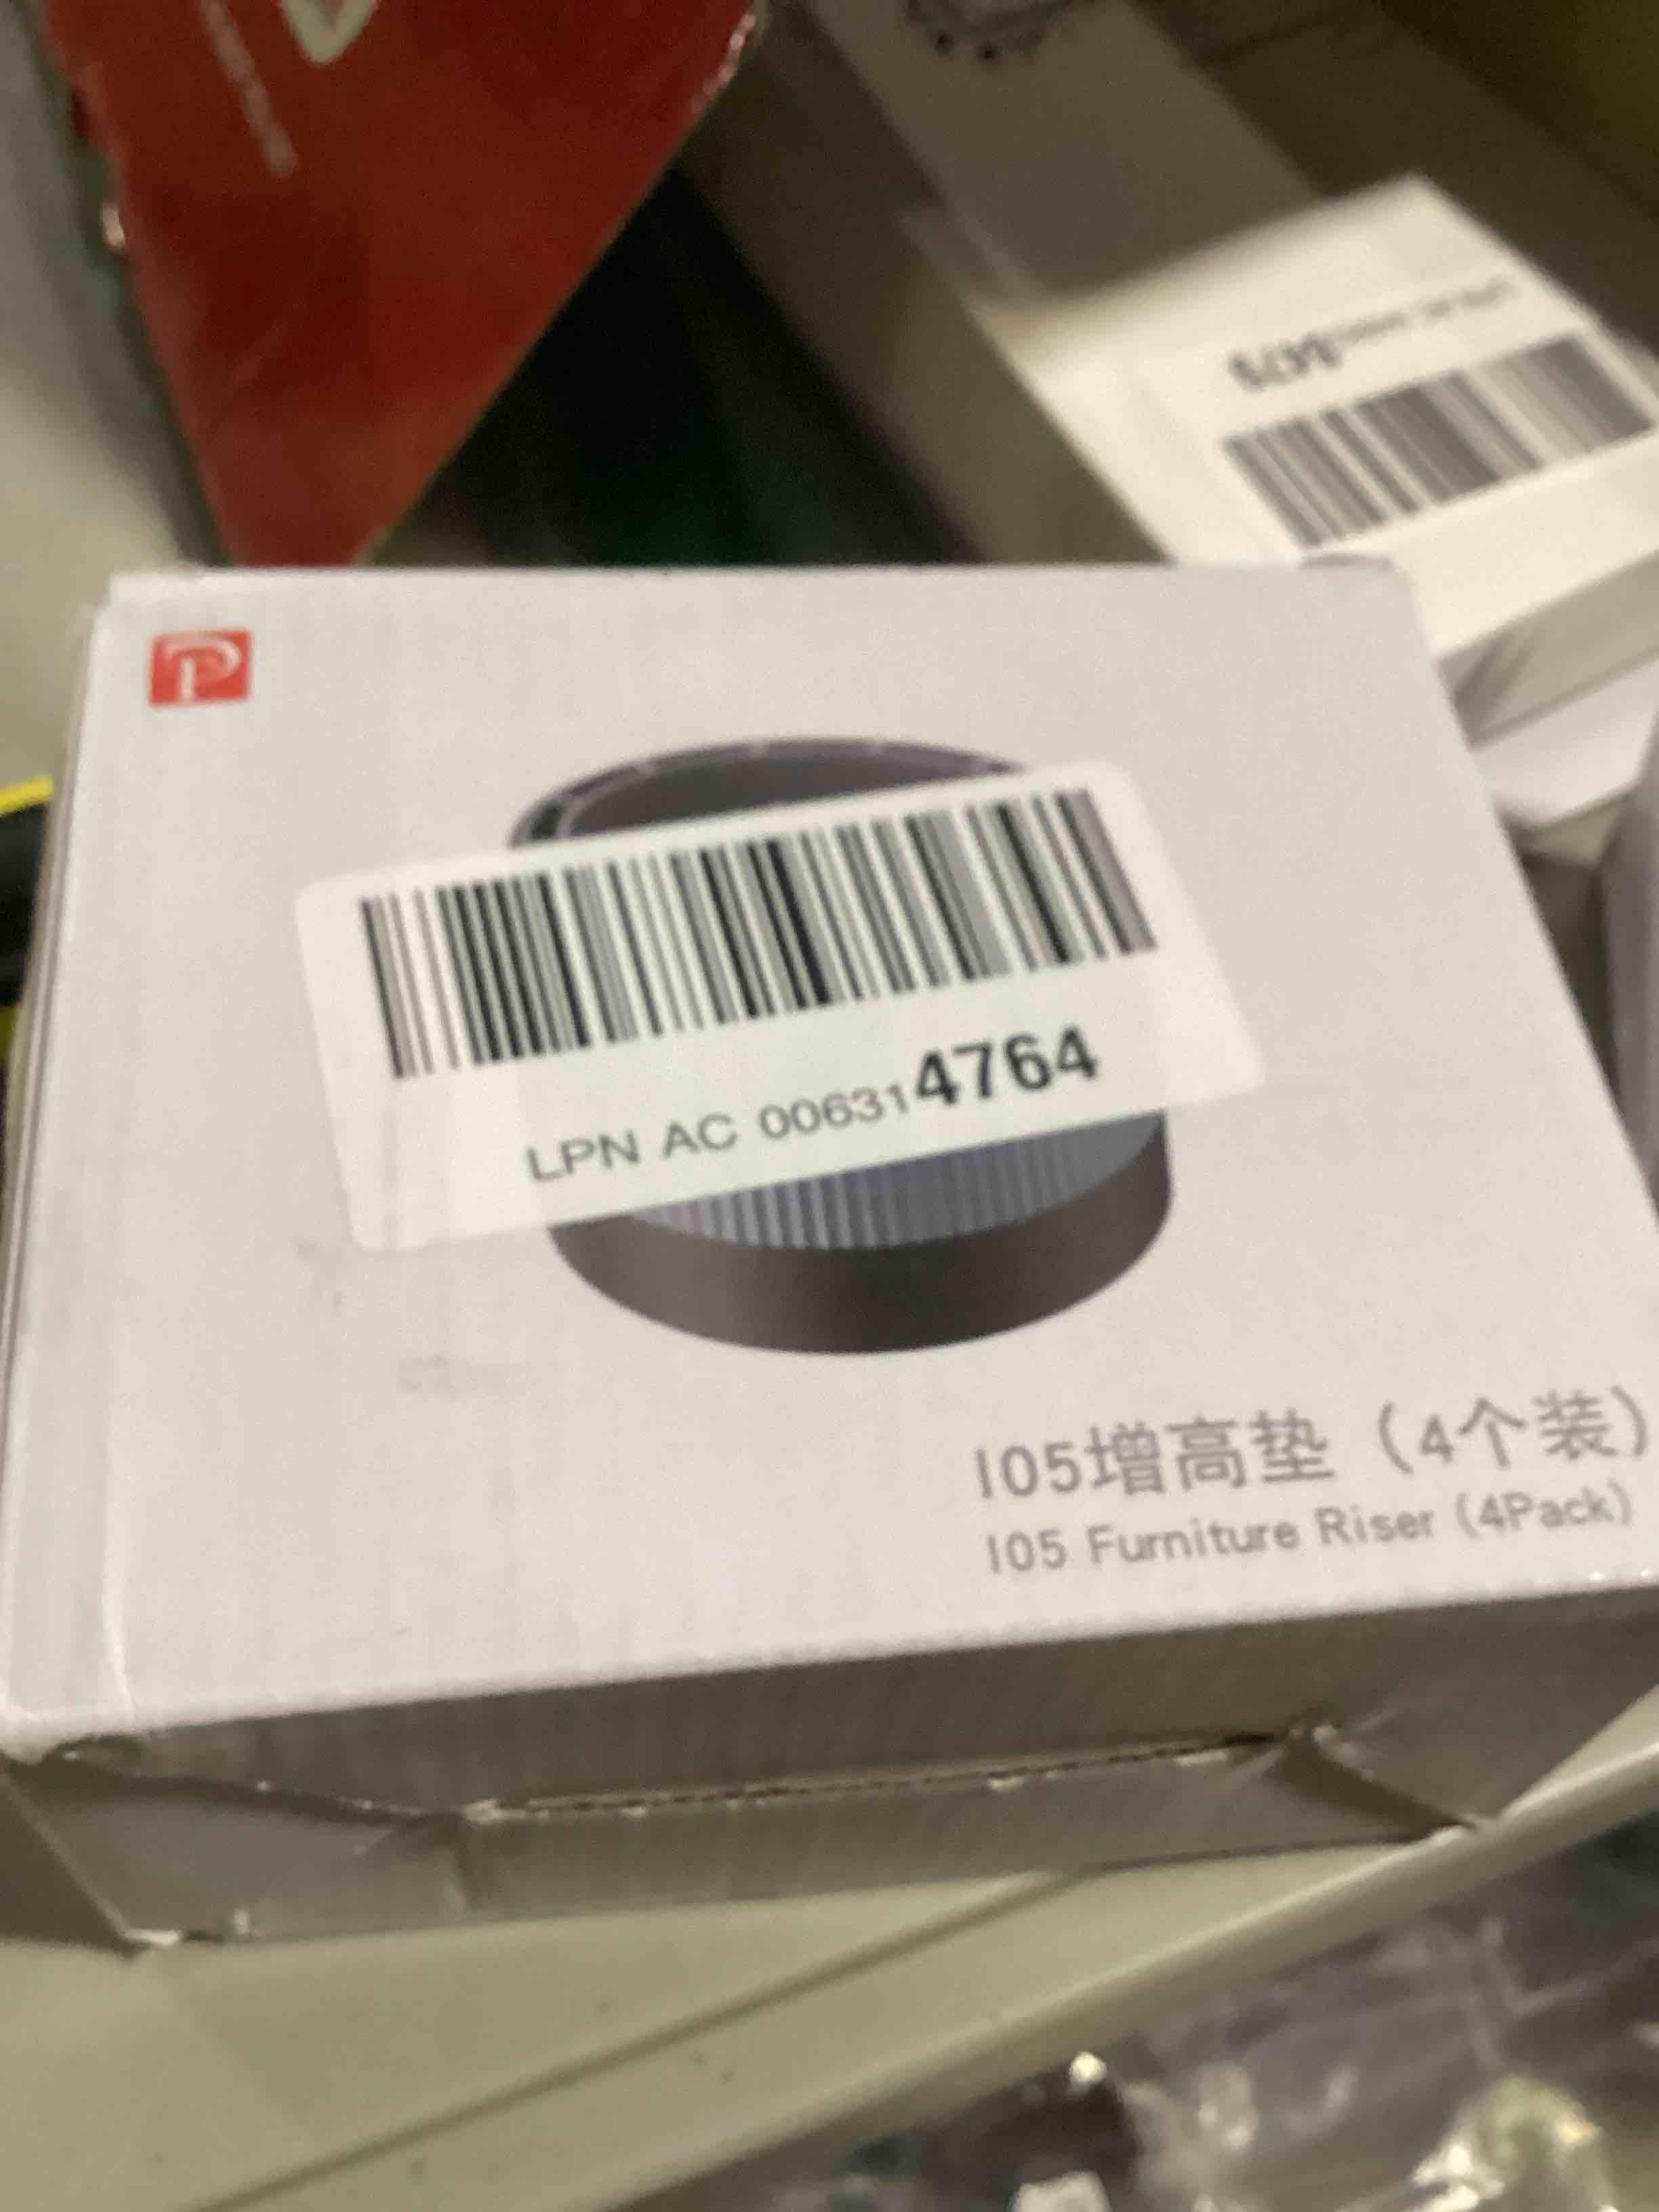 LPN AC 006314764
I05增高垫（4个装）
I05 Furniture Riser (4Pack)